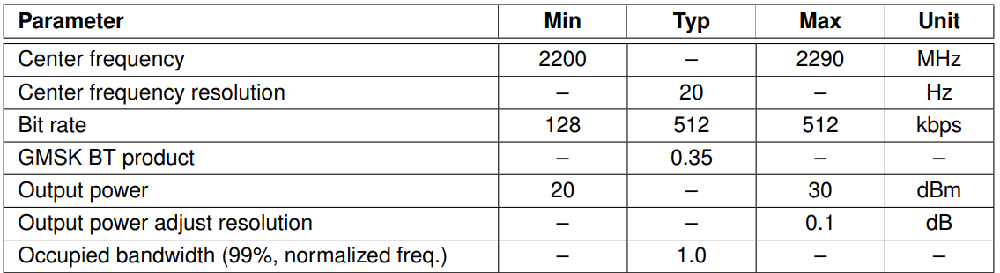 Parameter Min Typ Max Unit
Center frequency 2200 – 2290 MHz
Center frequency resolution – 20 – Hz
Bit rate 128 512 512 kbps
GMSK BT product – 0.35 – –
Output power 20 – 30 dBm
Output power adjust resolution – – 0.1 dB
Occupied bandwidth (99%, normalized freq.) – 1.0 – –